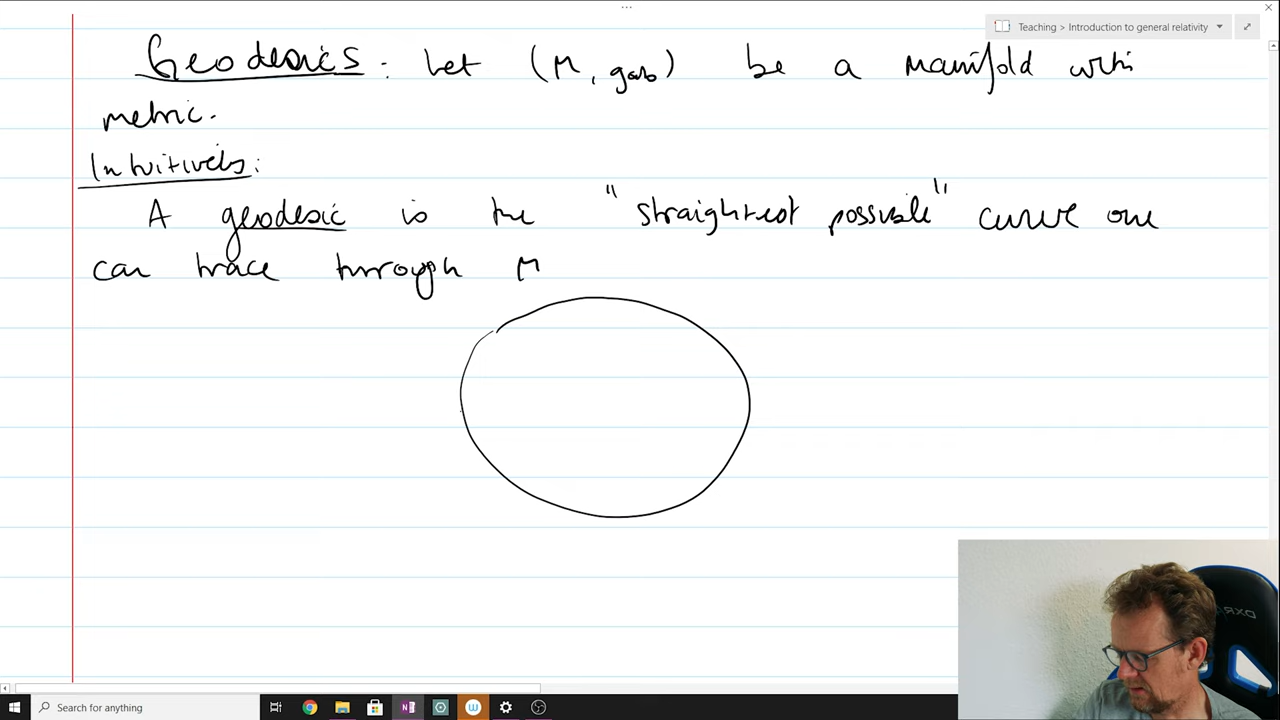 Teaching > Introduction to general relativity
Geodesics: Let (M, gab) be a manifold with
metric.
Intuitively:
A geodesic is the "straightest possible" curve one
can trace through M
Search for anything